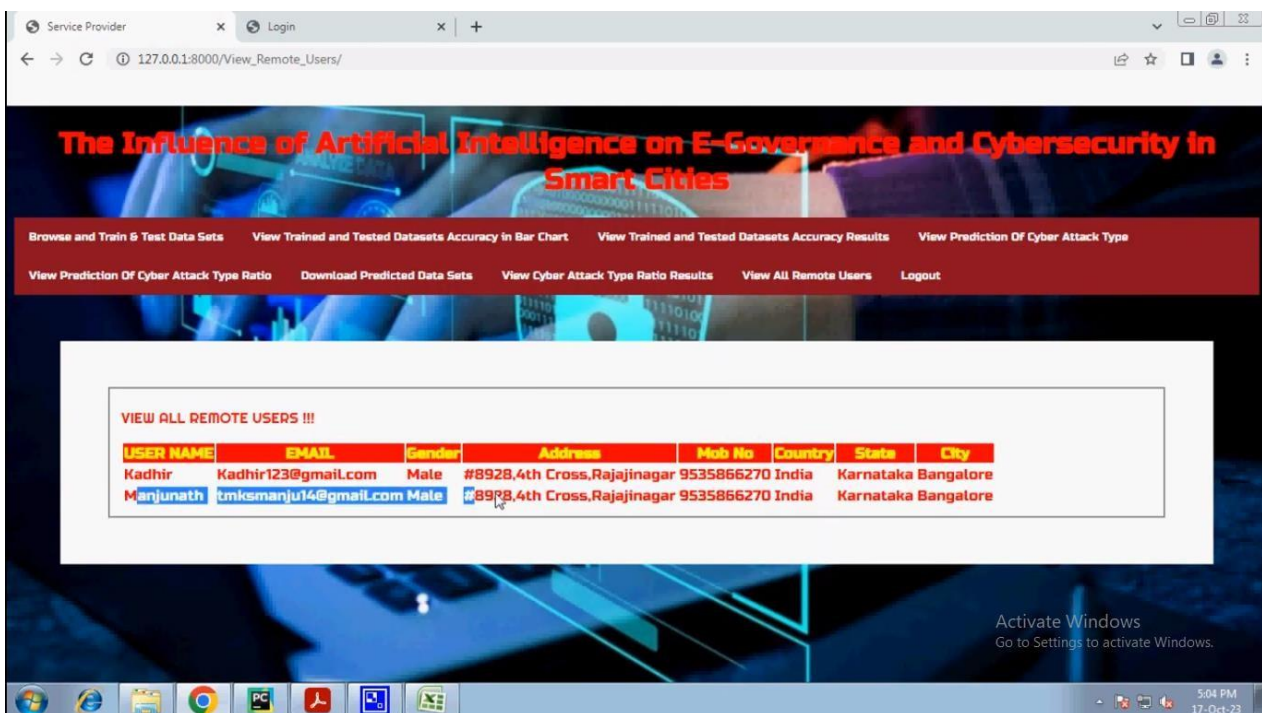 Service Provider
Login
127.0.0.1:8000/View_Remote_Users/
The Influence of Artificial Intelligence on E-Governance and Cybersecurity in
Smart Cities
Browse and Train & Test Data Sets View Trained and Tested Datasets Accuracy in Bar Chart View Trained and Tested Datasets Accuracy Results View Prediction Of Cyber Attack Type
View Prediction Of Cyber Attack Type Ratio Download Predicted Data Sets View Cyber Attack Type Ratio Results View All Remote Users Logout
VIEW ALL REMOTE USERS !!!
USER NAME EMAIL Gender Address Mob No Country State City
Kadhir Kadhir123@gmail.com Male #8928,4th Cross,Rajajinagar 9535866270 India Karnataka Bangalore
Manjunath tmksmanju14@gmail.com Male #8928,4th Cross,Rajajinagar 9535866270 India Karnataka Bangalore
Activate Windows
Go to Settings to activate Windows.
PC
5:04 PM
17-Oct-23